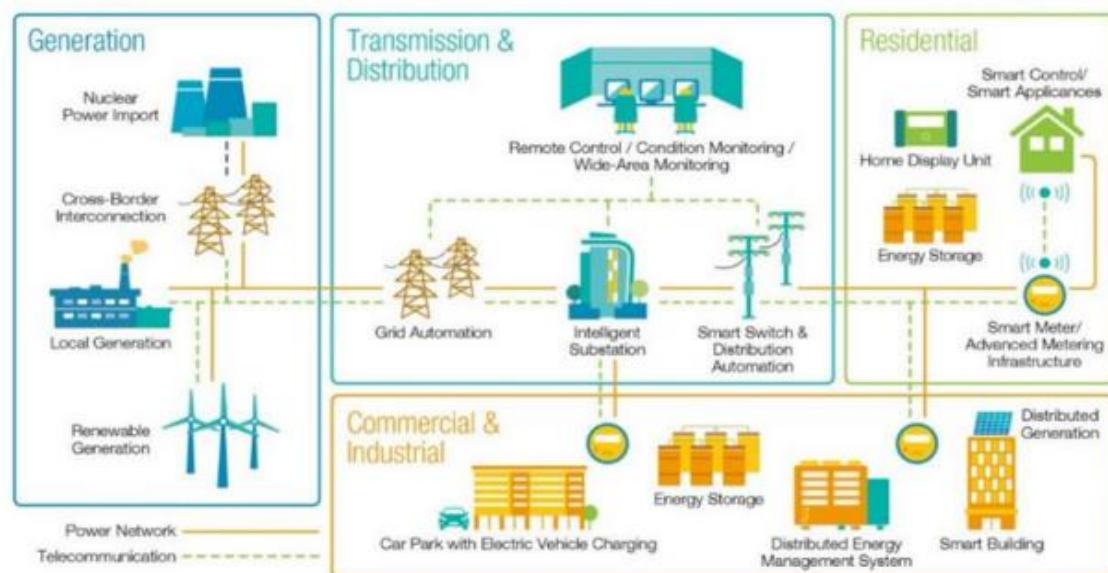 Generation
Nuclear
Power Import
Cross-Border
Interconnection
Local Generation
Renewable
Generation
Power Network
Telecommunication
Transmission &
Distribution
Remote Control / Condition Monitoring /
Wide-Area Monitoring
Grid Automation
Intelligent
Substation
Smart Switch &
Distribution
Automation
Residential
Smart Control/
Smart Applicances
Home Display Unit
Energy Storage
Smart Meter/
Advanced Metering
Infrastructure
Commercial &
Industrial
Car Park with Electric Vehicle Charging
Energy Storage
Distributed Energy
Management System
Distributed
Generation
Smart Building